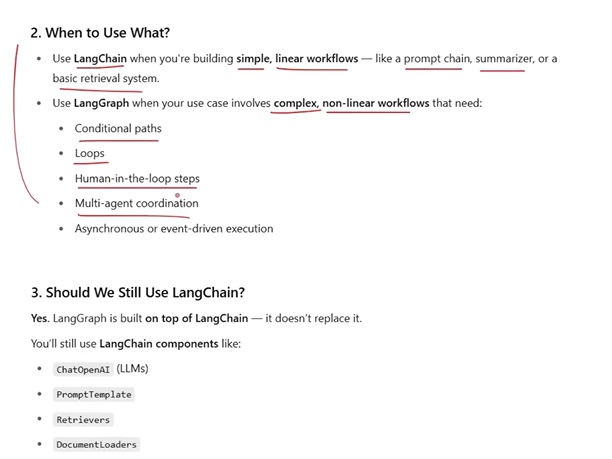 2. When to Use What?
• Use LangChain when you're building simple, linear workflows — like a prompt chain, summarizer, or a
basic retrieval system.
• Use LangGraph when your use case involves complex, non-linear workflows that need:
• Conditional paths
• Loops
• Human-in-the-loop steps
• Multi-agent coordination
• Asynchronous or event-driven execution
3. Should We Still Use LangChain?
Yes. LangGraph is built on top of LangChain — it doesn't replace it.
You'll still use LangChain components like:
• ChatOpenAI (LLMs)
• PromptTemplate
• Retrievers
• DocumentLoaders